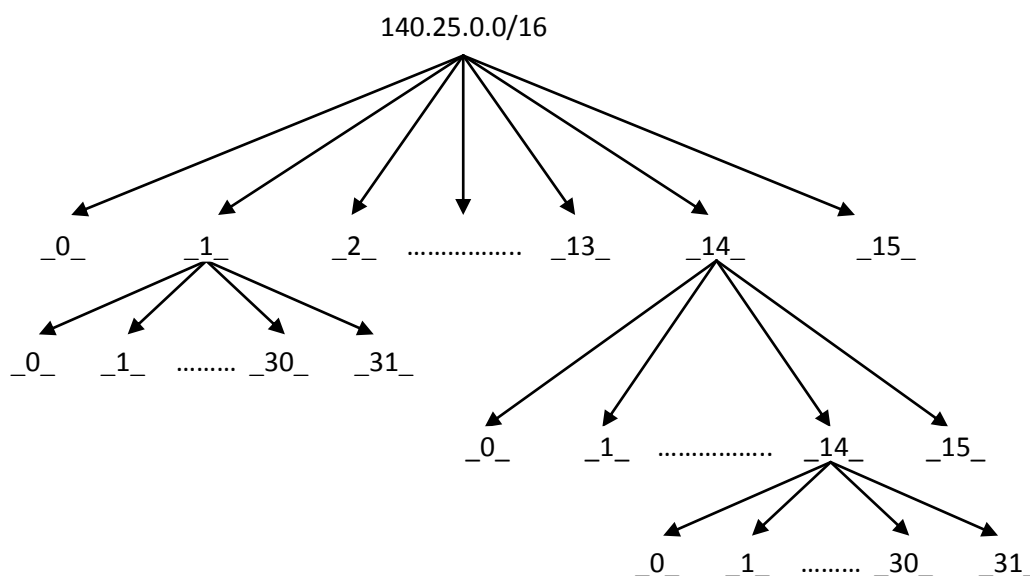 140.25.0.0/16
_0_ _1_ _2_ …………….. _13_ _14_ _15_
_0_ _1_ ……… _30_ _31_
_0_ _1_ …………….. _14_ _15_
_0_ _1_ ……… _30_ _31_